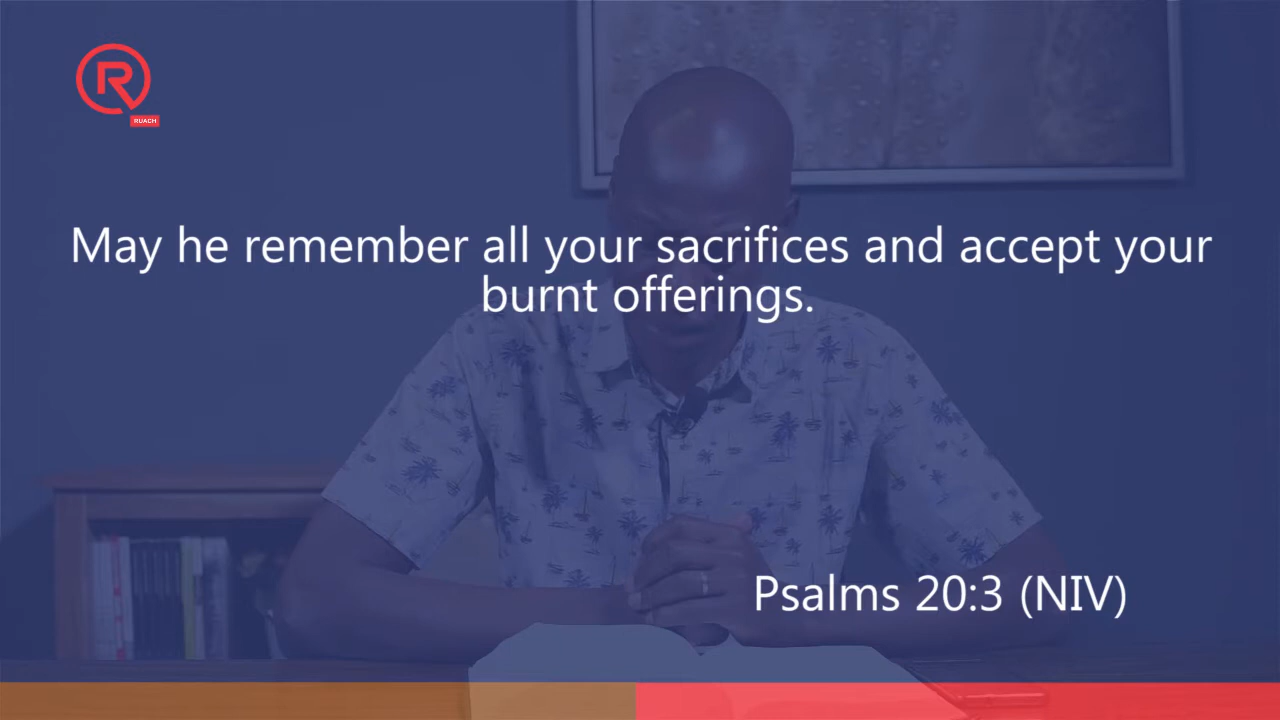 RUACH
May he remember all your sacrifices and accept your
burnt offerings.
Psalms 20:3 (NIV)